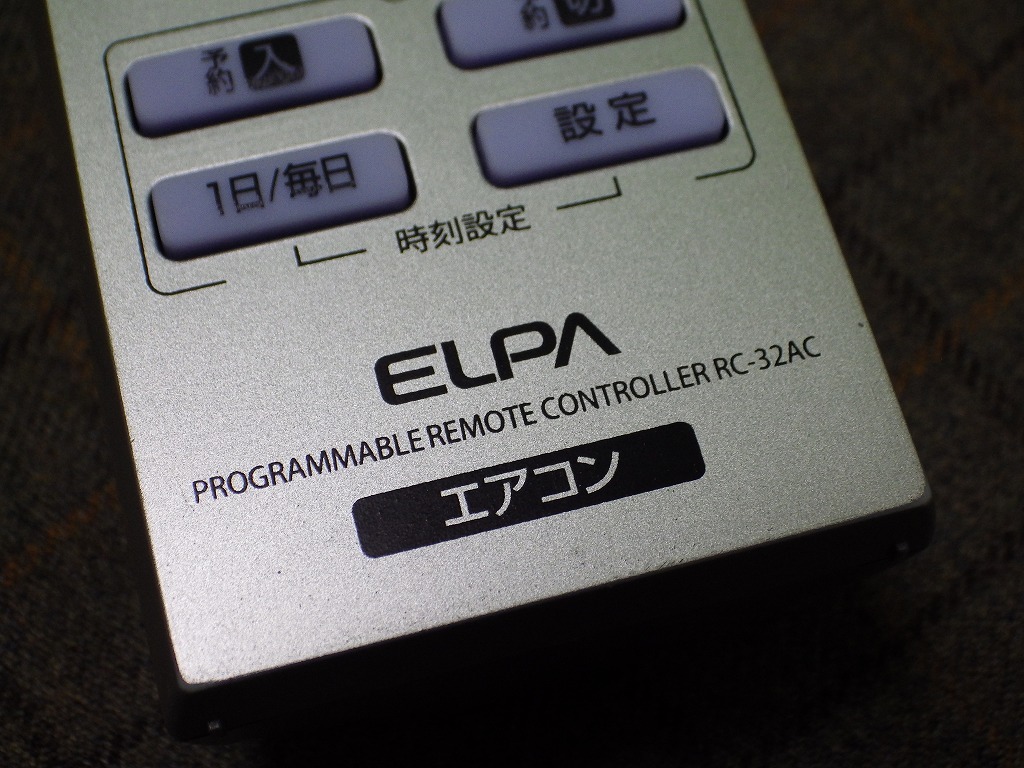 予約 入
約 切
1日/毎日
設定
時刻設定
ELPA
PROGRAMMABLE REMOTE CONTROLLER RC-32AC
エアコン